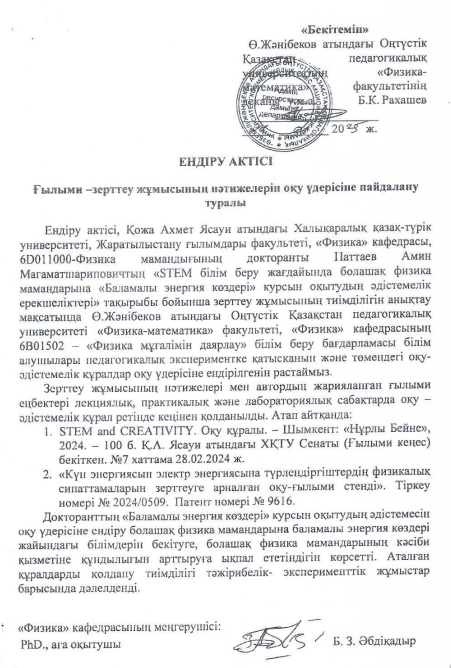 «Бекітемін»
Ө.Жәнібеков атындағы Оңтүстік
Қазақстан педагогикалық
университетінің «Физика-
математика» факультетінің
деканы Б.К. Рахашев
2025 ж.
ЕНДІРУ АКТІСІ
Ғылыми –зерттеу жұмысының нәтижелерін оқу үдерісіне пайдалану
туралы
Ендіру актісі, Қожа Ахмет Ясауи атындағы Халықаралық қазақ-түрік
университеті, Жаратылыстану ғылымдары факультеті, «Физика» кафедрасы,
6D011000-Физика мамандығының докторанты Паттаев Амин
Магаматшариповичтың «STEM білім беру жағдайында болашақ физика
мамандарына «Баламалы энергия көздері» курсын оқытудың әдістемелік
ерекшеліктері» тақырыбы бойынша зерттеу жұмысының тиімділігін анықтау
мақсатында Ө.Жәнібеков атындағы Оңтүстік Қазақстан педагогикалық
университеті «Физика-математика» факультеті, «Физика» кафедрасының
6В01502 – «Физика мұғалімін даярлау» білім беру бағдарламасы білім
алушылары педагогикалық экспериментке қатысканын және төмендегі оқу-
әдістемелік құралдар оқу үдерісіне ендірілгенін растаймыз.
Зерттеу жұмысының нәтижелері мен автордың жарияланған ғылыми
еңбектері лекциялық, практикалық және лабораториялық сабақтарда оқу –
әдістемелік құрал ретінде кеңінен қолданылды. Атап айтқанда:
1. STEM and CREATIVITY. Оқу құралы. – Шымкент: «Нұрлы Бейне»,
2024. – 100 б. Қ.А. Ясауи атындағы ХҚТУ Сенаты (Ғылыми кеңес)
бекіткен. №7 хаттама 28.02.2024 ж.
2. «Күн энергиясын электр энергиясына түрлендіргіштердің физикалық
сипаттамаларын зерттеуге арналған оқу-ғылыми стенді». Тіркеу
номері № 2024/0509. Патент номері № 9616.
Докторанттың «Баламалы энергия көздері» курсын оқытудың әдістемесін
оқу үдерісіне ендіру болашақ физика мамандарына баламалы энергия көздері
жайындағы білімдерін бекітуге, болашақ физика мамандарының кәсіби
қызметіне құндылығын арттыруға ықпал ететіндігін көрсетті. Аталған
құралдарды қолдану тиімділігі тәжірибелік- эксперименттік жұмыстар
барысында дәлелденді.
«Физика» кафедрасының меңгерушісі:
PhD., аға оқытушы Б. З. Әбдіқадыр